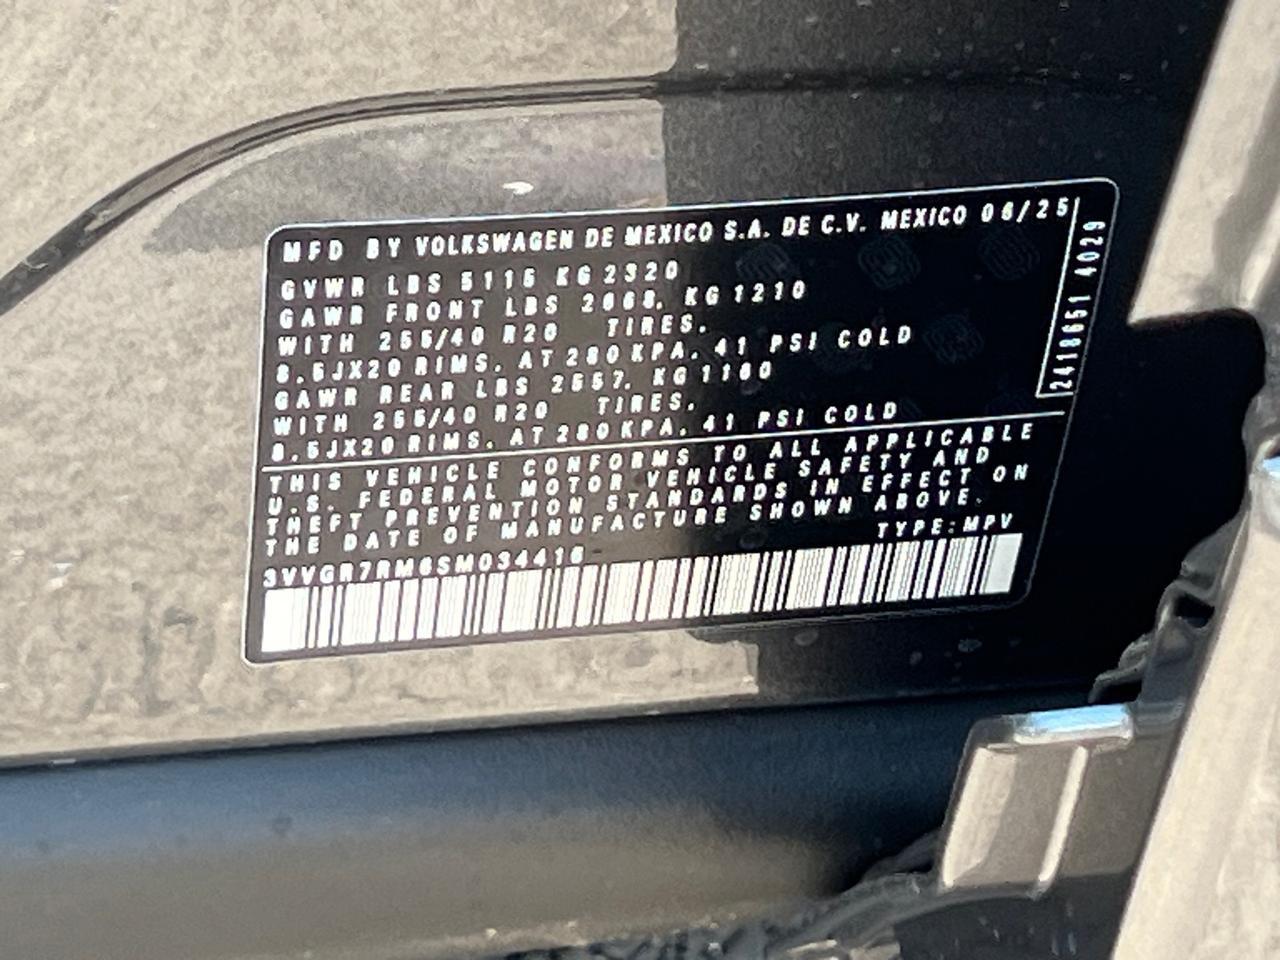 MFD BY VOLKSWAGEN DE MEXICO S.A. DE C.V. MEXICO 06/25
GVWR LBS 5115 KG 2320
GAWR FRONT LBS 2668. KG 1210
WITH 255/40 R20 TIRES.
8.5JX20 RIMS. AT 280 KPA. 41 PSI COLD
GAWR REAR LBS 2557. KG 1160
WITH 255/40 R20 TIRES.
8.5JX20 RIMS. AT 280 KPA. 41 PSI COLD
THIS VEHICLE CONFORMS TO ALL APPLICABLE
U.S. FEDERAL MOTOR VEHICLE SAFETY AND
THEFT PREVENTION STANDARDS IN EFFECT ON
THE DATE OF MANUFACTURE SHOWN ABOVE.
TYPE:MPV
3VVGR7RM6SM034416
2418651 4029